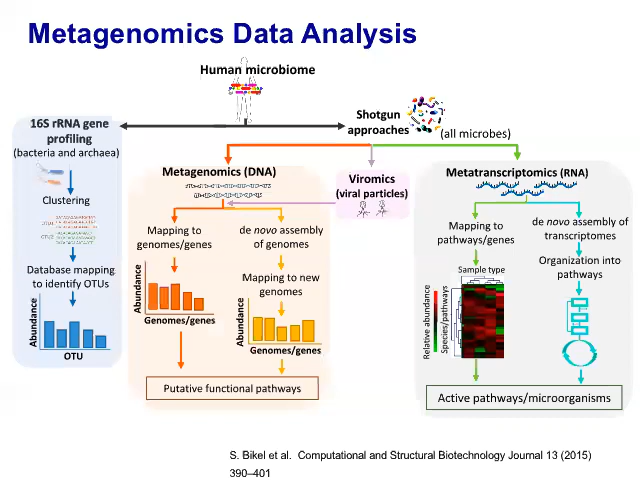 Metagenomics Data Analysis
Human microbiome
16S rRNA gene
profiling
(bacteria and archaea)
Clustering
OTU1
OTU2
Database mapping
to identify OTUs
Abundance
OTU
Shotgun
approaches
(all microbes)
Metagenomics (DNA)
Mapping to
genomes/genes
Abundance
Genomes/genes
de novo assembly
of genomes
Mapping to new
genomes
Abundance
Genomes/genes
Putative functional pathways
Viromics
(viral particles)
Metatranscriptomics (RNA)
Mapping to
pathways/genes
Sample type
Relative abundance
Species/pathways
de novo assembly of
transcriptomes
Organization into
pathways
Active pathways/microorganisms
S. Bikel et al. Computational and Structural Biotechnology Journal 13 (2015)
390–401